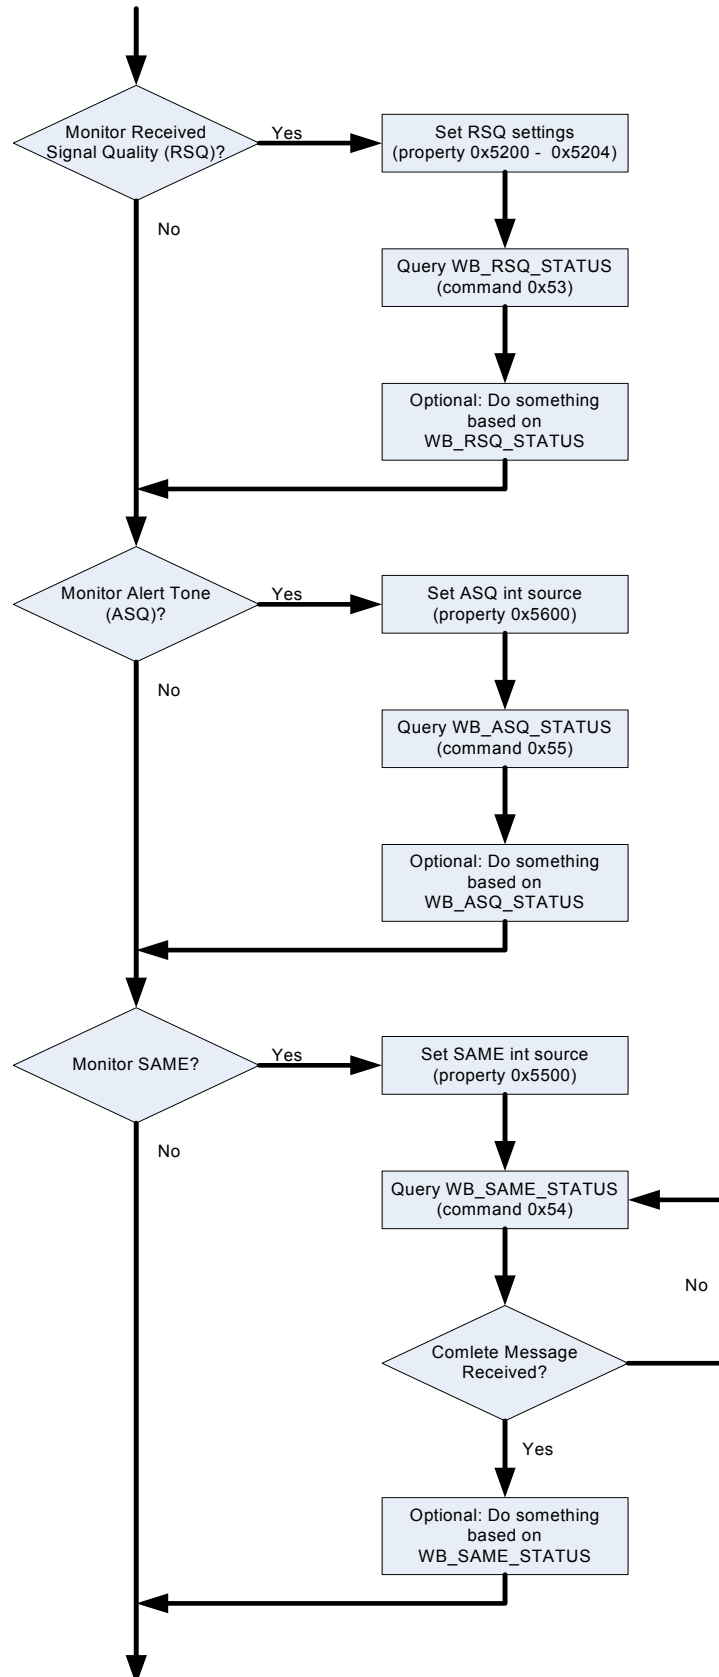 Monitor Received
Signal Quality (RSQ)?
Yes
Set RSQ settings
(property 0x5200 -  0x5204)
No
Query WB_RSQ_STATUS
(command 0x53)
Optional: Do something
based on
WB_RSQ_STATUS
Monitor Alert Tone
(ASQ)?
Yes
Set ASQ int source
(property 0x5600)
No
Query WB_ASQ_STATUS
(command 0x55)
Optional: Do something
based on
WB_ASQ_STATUS
Monitor SAME?
Yes
Set SAME int source
(property 0x5500)
No
Query WB_SAME_STATUS
(command 0x54)
No
Comlete Message
Received?
Yes
Optional: Do something
based on
WB_SAME_STATUS